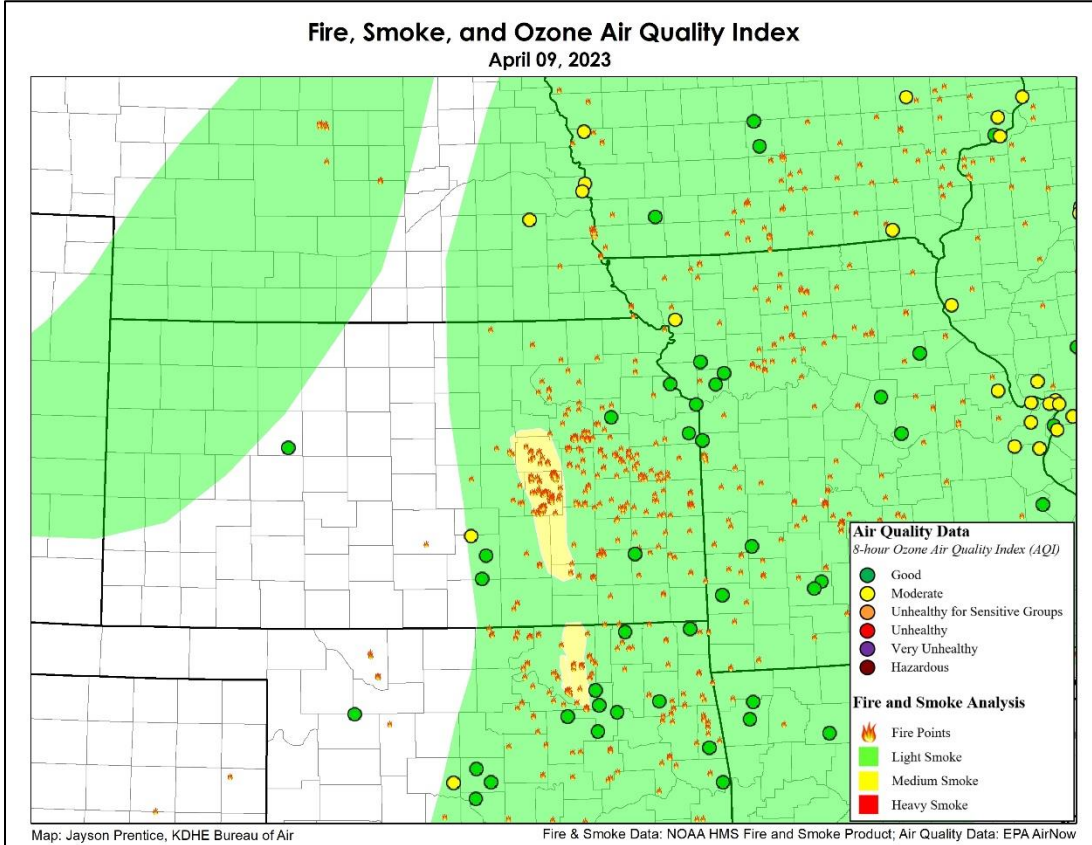 Fire, Smoke, and Ozone Air Quality Index
April 09, 2023
Air Quality Data
8-hour Ozone Air Quality Index (AQI)
Good
Moderate
Unhealthy for Sensitive Groups
Unhealthy
Very Unhealthy
Hazardous
Fire and Smoke Analysis
Fire Points
Light Smoke
Medium Smoke
Heavy Smoke
Map: Jayson Prentice, KDHE Bureau of Air
Fire & Smoke Data: NOAA HMS Fire and Smoke Product; Air Quality Data: EPA AirNow